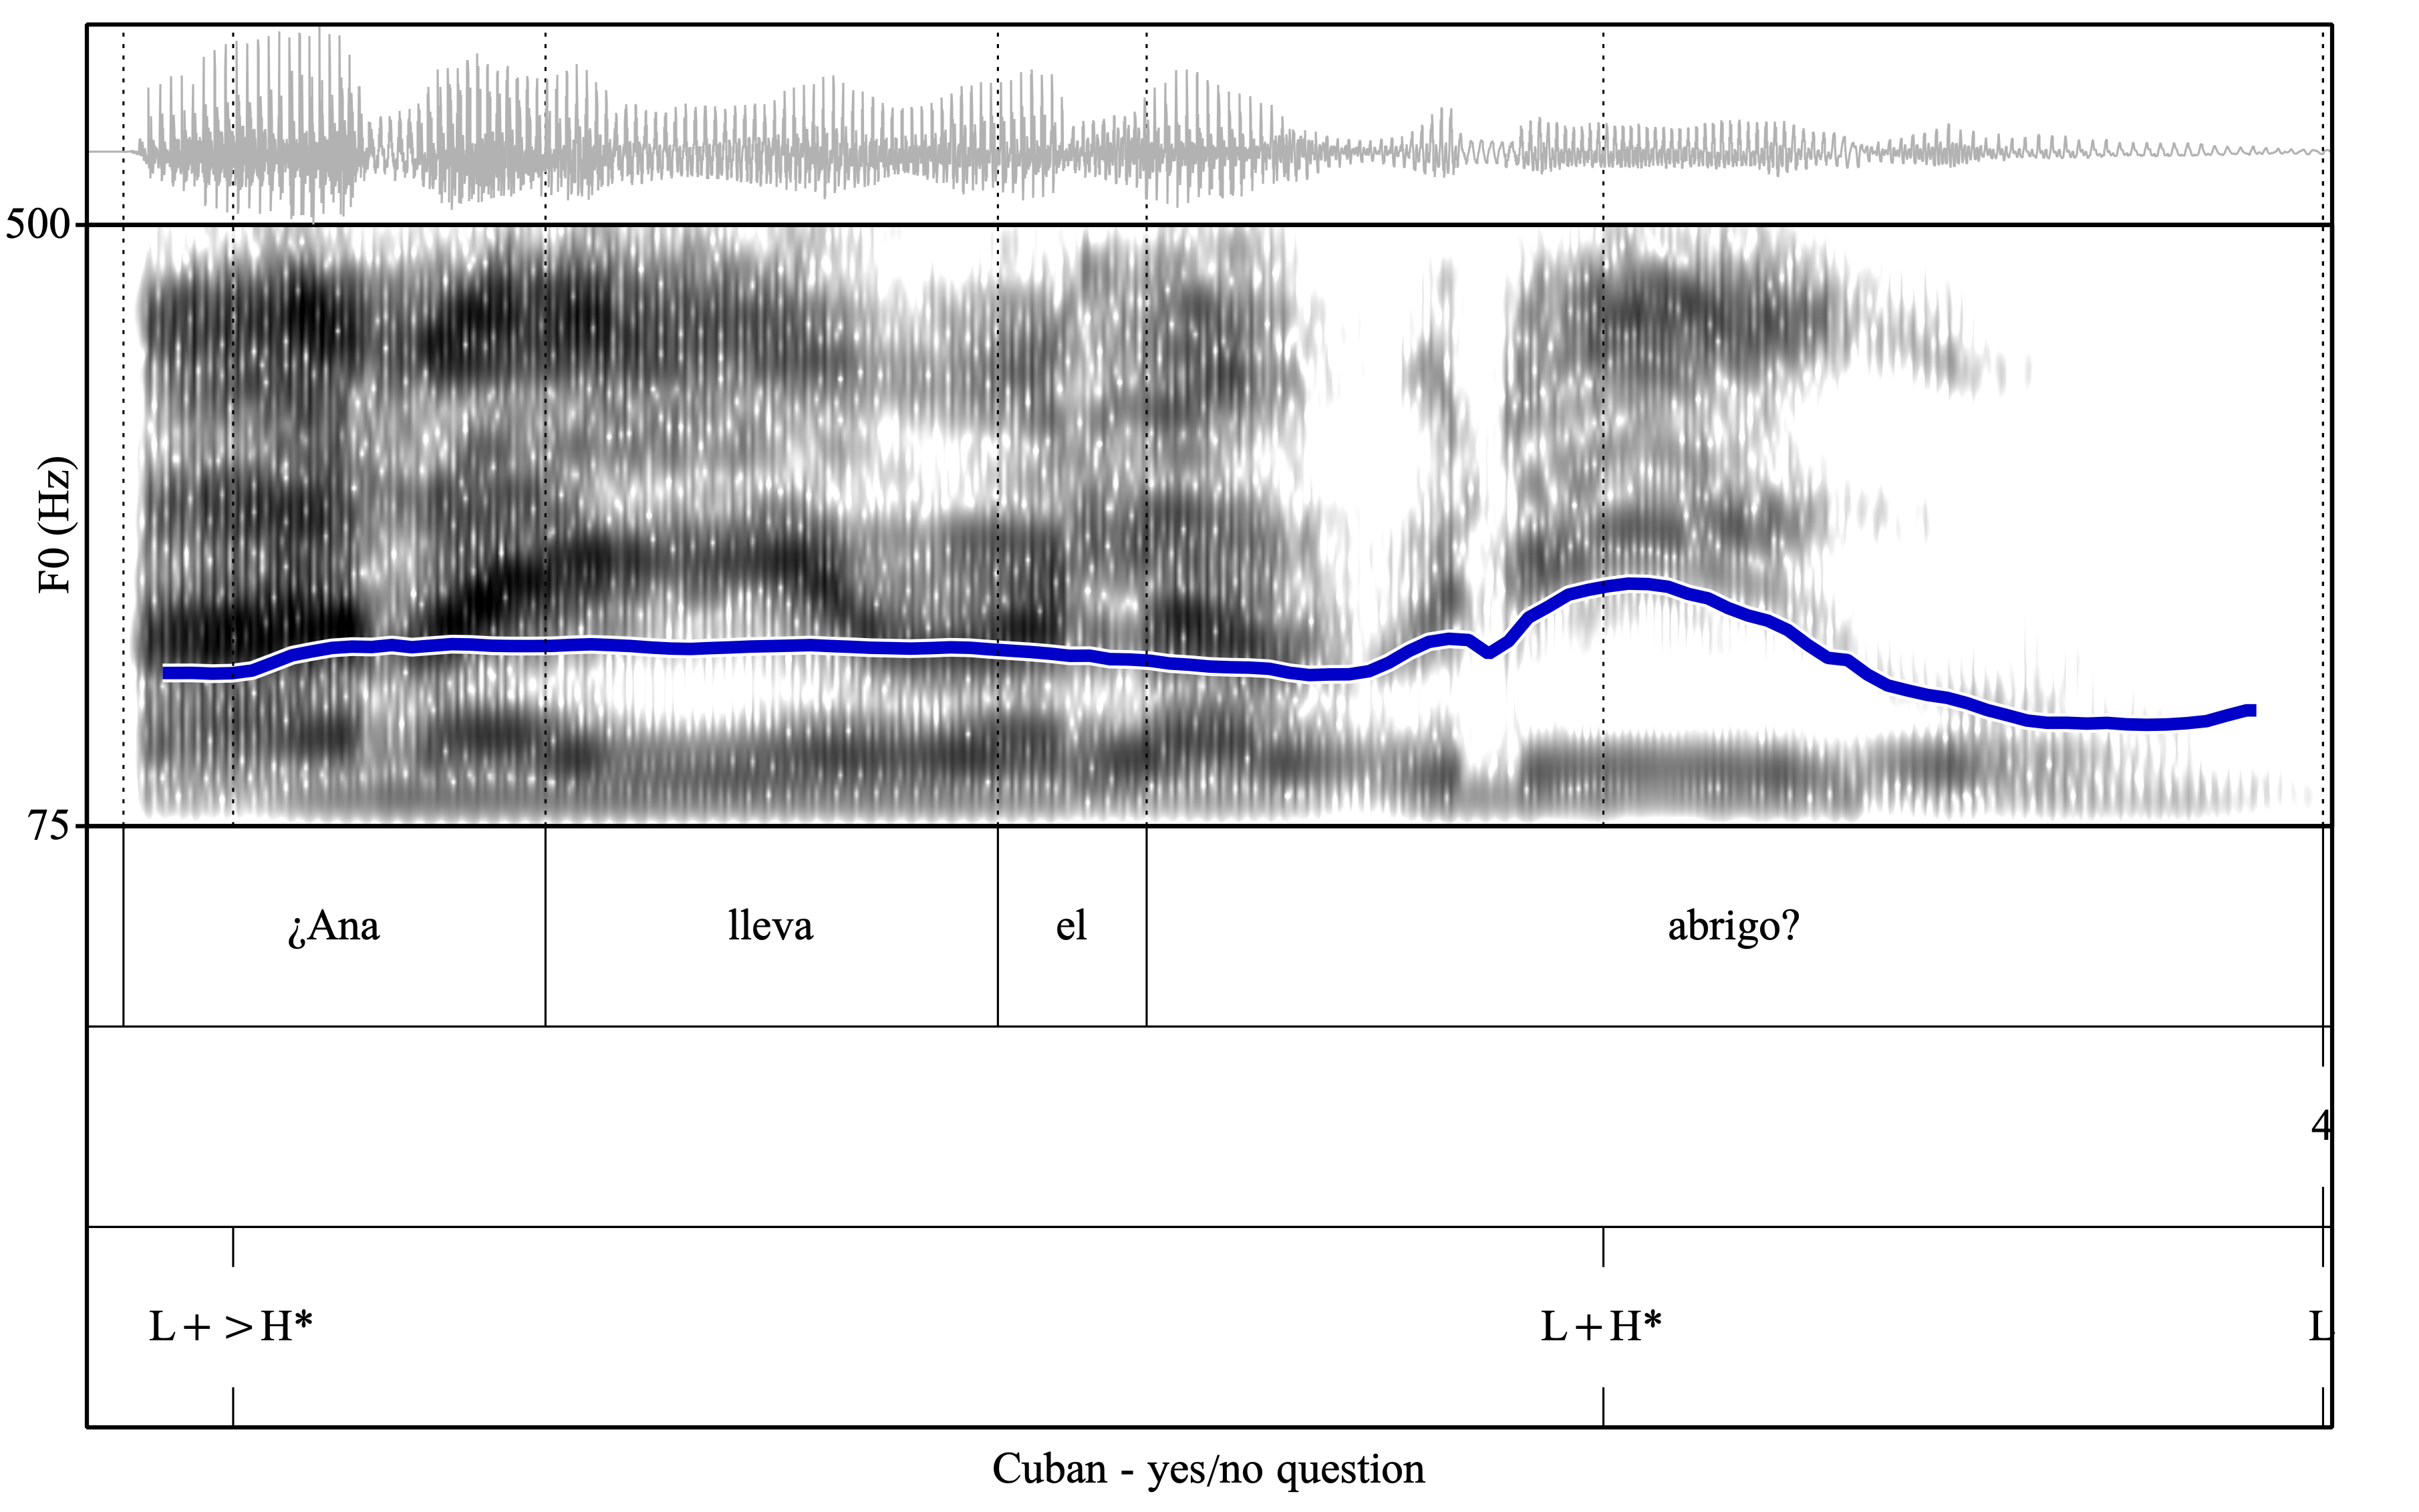 500
F0 (Hz)
75
¿Ana lleva el abrigo?
4
L+>H* L+H* L
Cuban - yes/no question